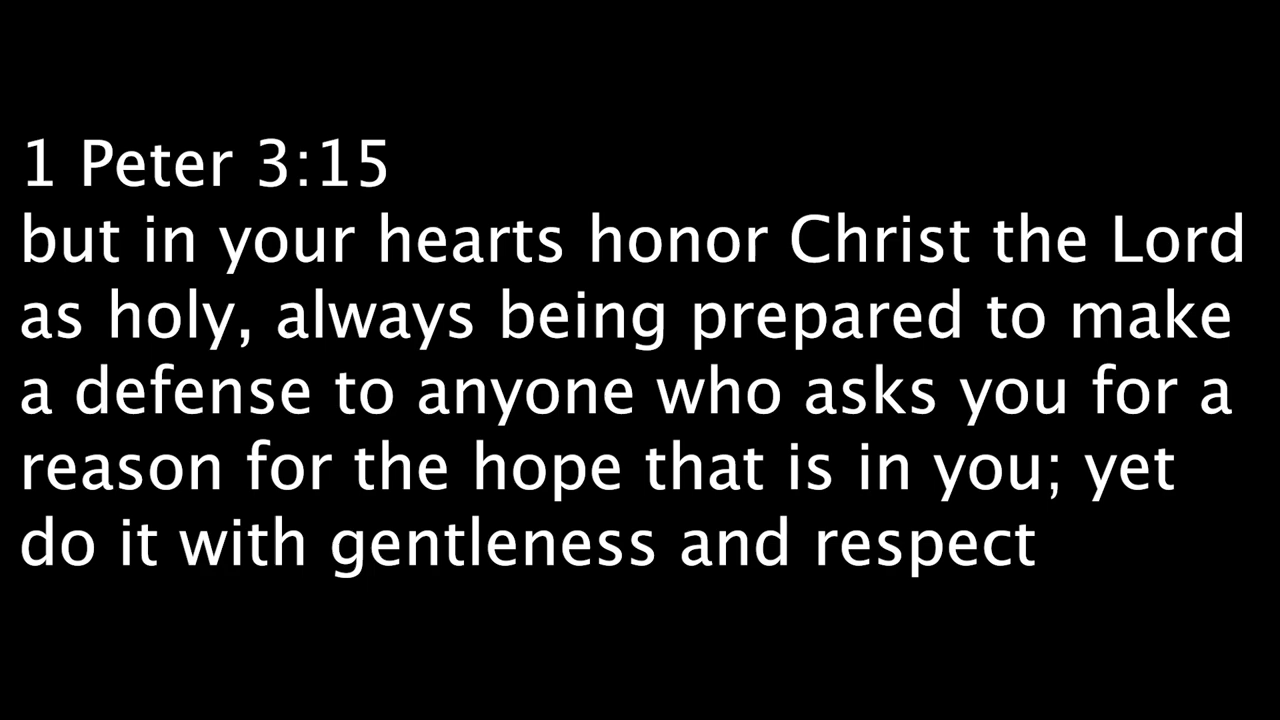 1 Peter 3:15
but in your hearts honor Christ the Lord
as holy, always being prepared to make
a defense to anyone who asks you for a
reason for the hope that is in you; yet
do it with gentleness and respect